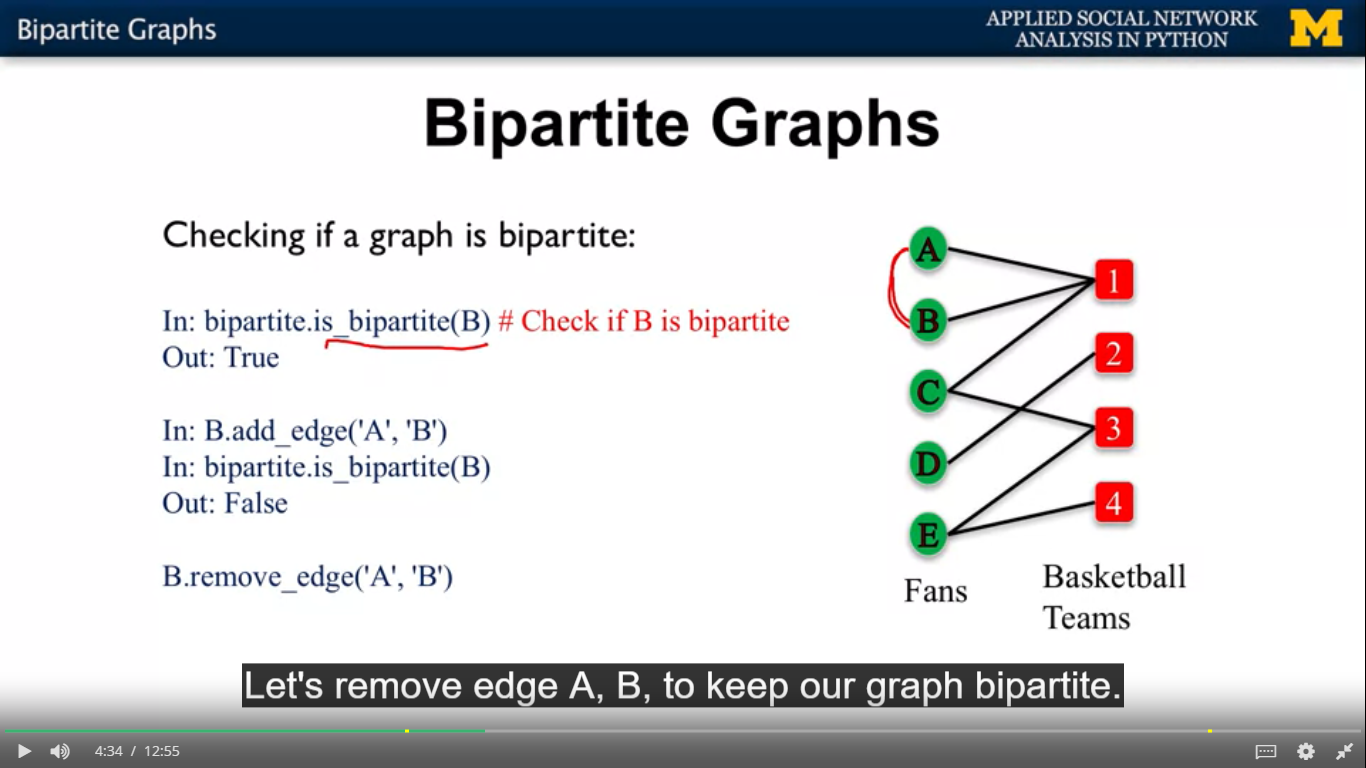 Bipartite Graphs
APPLIED SOCIAL NETWORK
ANALYSIS IN PYTHON
M
Bipartite Graphs
Checking if a graph is bipartite:
In: bipartite.is_bipartite(B) # Check if B is bipartite
Out: True
In: B.add_edge('A', 'B')
In: bipartite.is_bipartite(B)
Out: False
B.remove_edge('A', 'B')
A
B
C
D
E
1
2
3
4
Fans
Basketball
Teams
Let's remove edge A, B, to keep our graph bipartite.
4:34 / 12:55